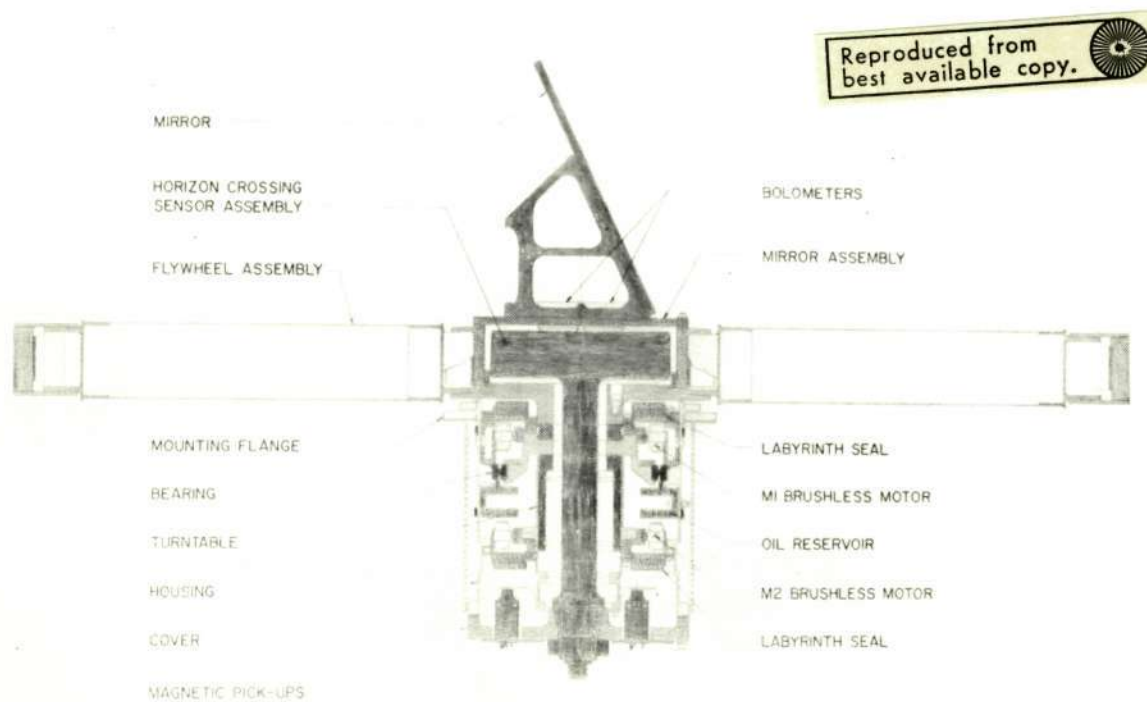 Reproduced from
best available copy.
MIRROR
HORIZON CROSSING
SENSOR ASSEMBLY
FLYWHEEL ASSEMBLY
BOLOMETERS
MIRROR ASSEMBLY
MOUNTING FLANGE
BEARING
TURNTABLE
HOUSING
COVER
MAGNETIC PICK-UPS
LABYRINTH SEAL
M1 BRUSHLESS MOTOR
OIL RESERVOIR
M2 BRUSHLESS MOTOR
LABYRINTH SEAL